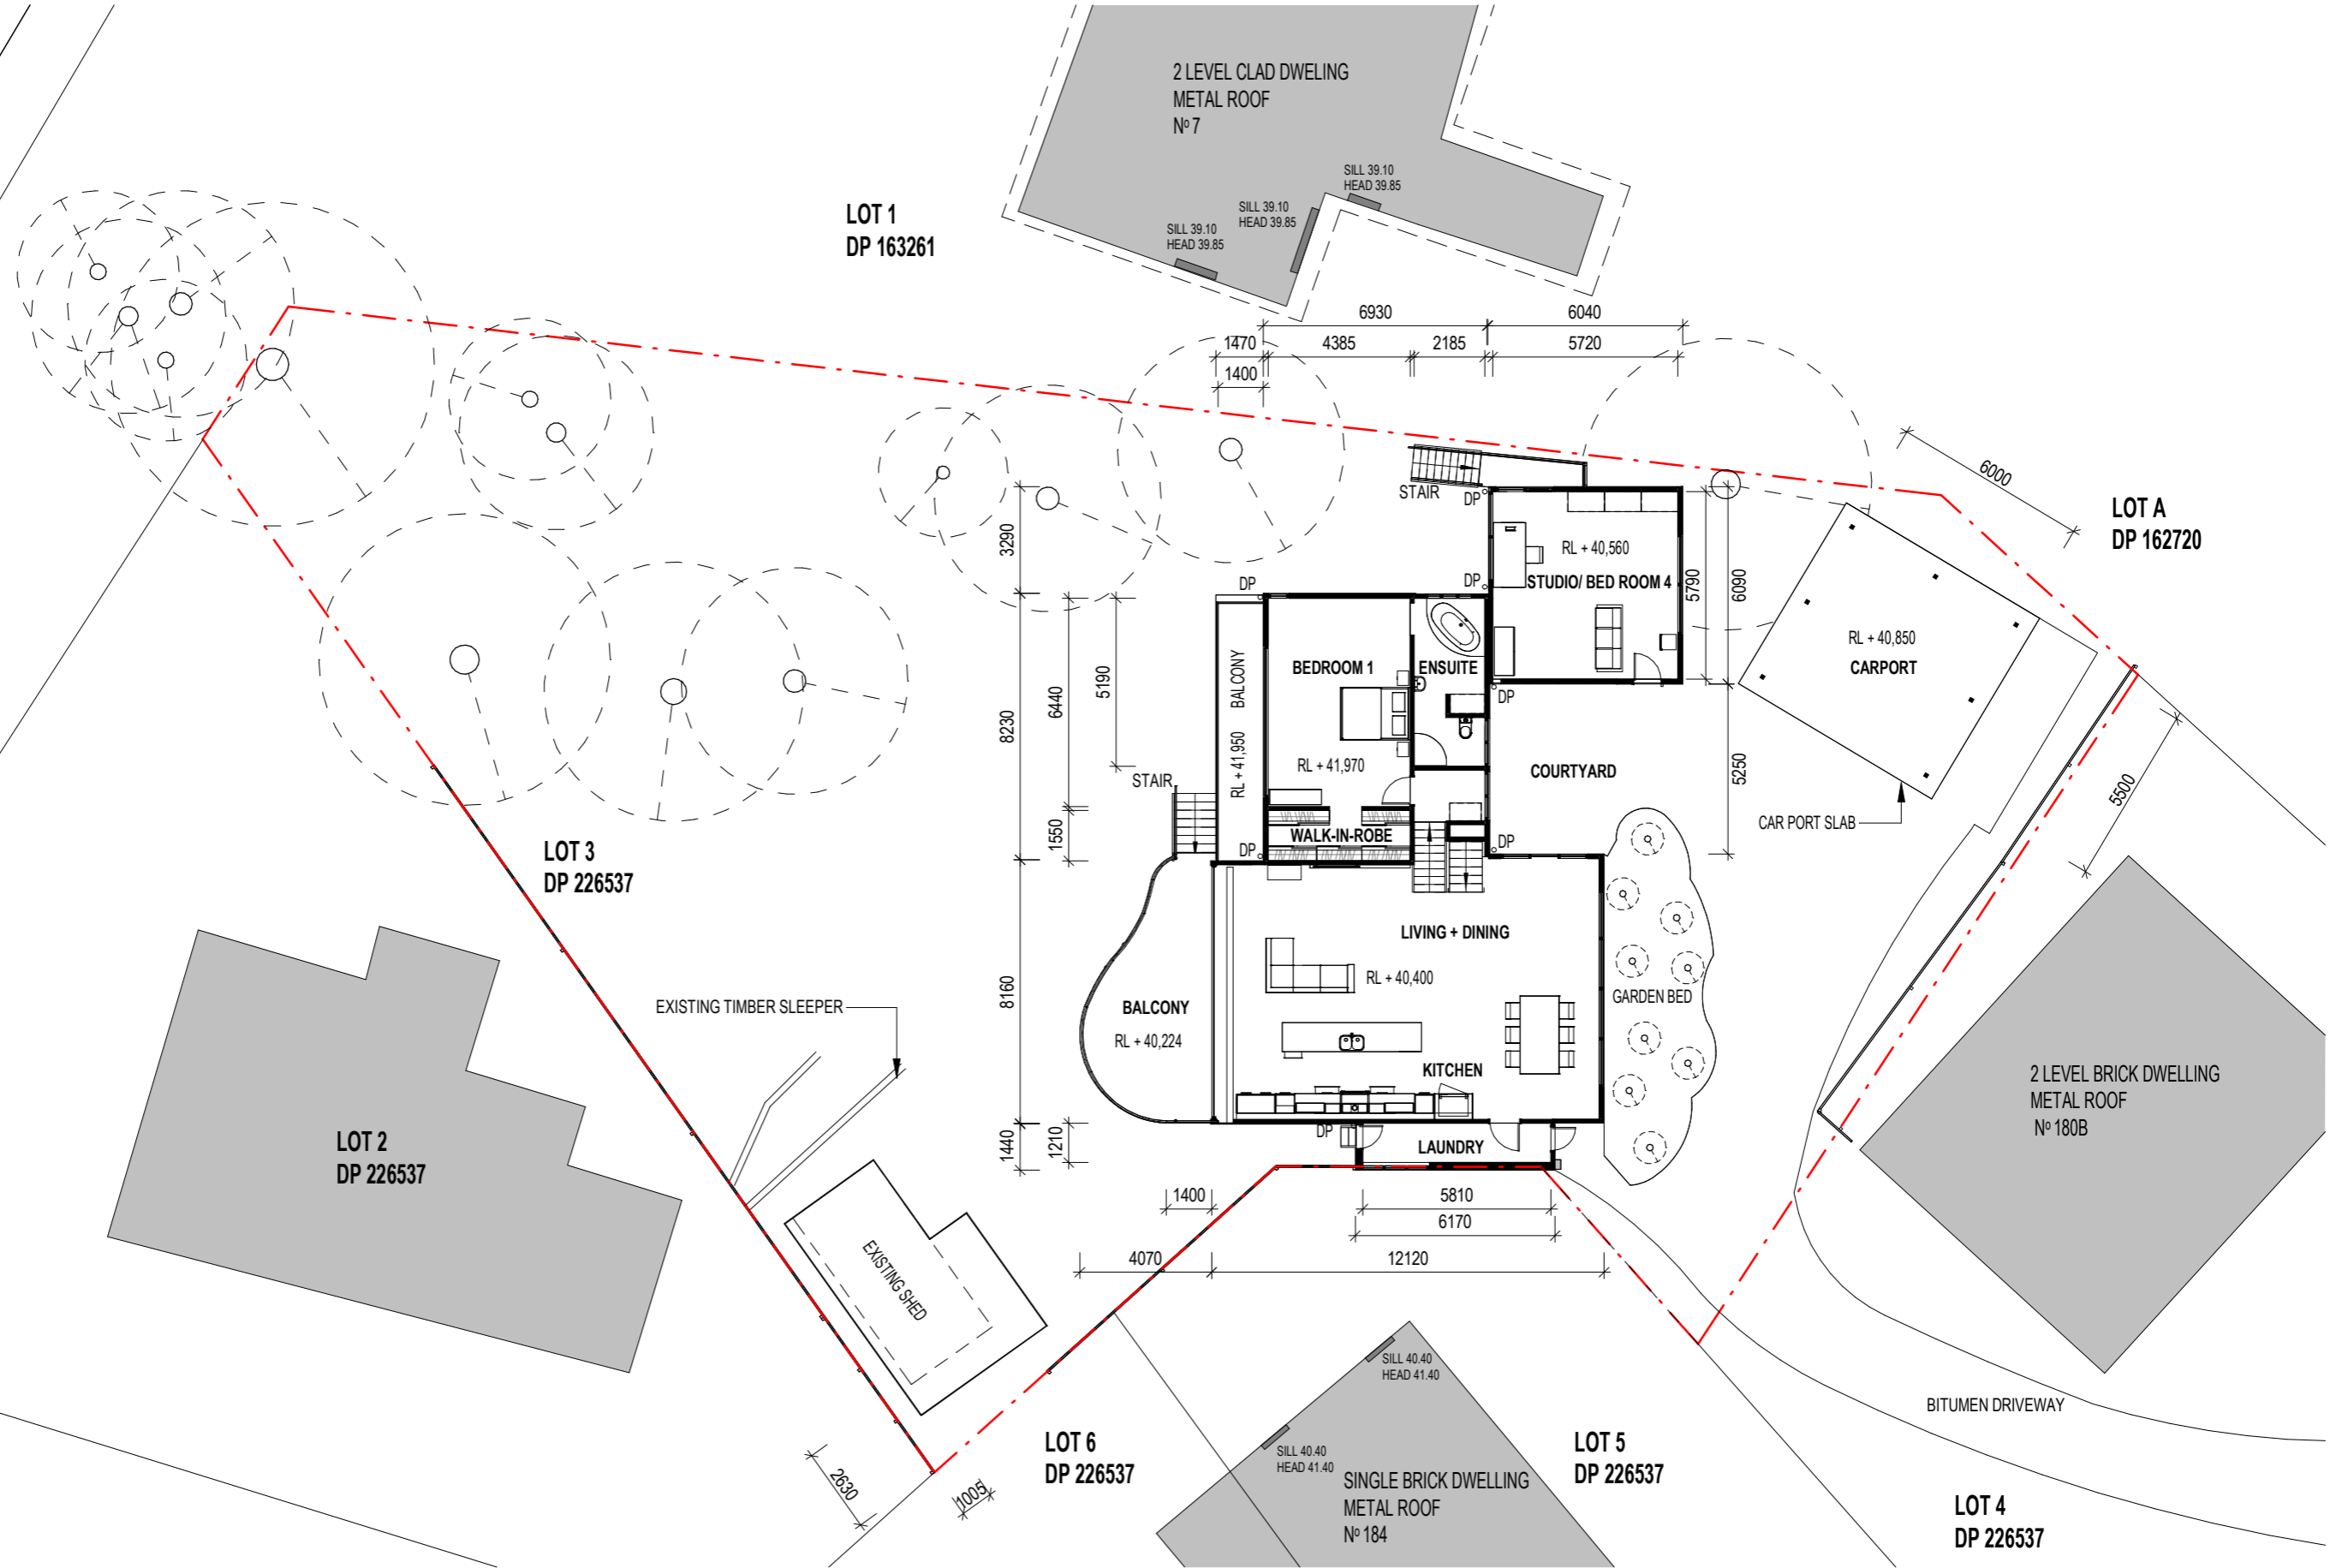 2 LEVEL CLAD DWELING
METAL ROOF
Nº 7
SILL 39.10
HEAD 39.85
SILL 39.10
HEAD 39.85
SILL 39.10
HEAD 39.85
LOT 1
DP 163261
6930
6040
1470
4385
2185
5720
1400
6000
LOT A
DP 162720
STAIR
DP
3290
RL + 40,560
DP
DP
STUDIO/ BED ROOM 4
5790
6090
RL + 40,850
CARPORT
BALCONY
RL + 41,950
BEDROOM 1
ENSUITE
5190
6440
8230
DP
RL + 41,970
COURTYARD
5250
STAIR
5500
CAR PORT SLAB
1550
WALK-IN-ROBE
DP
DP
LOT 3
DP 226537
LIVING + DINING
RL + 40,400
GARDEN BED
8160
EXISTING TIMBER SLEEPER
BALCONY
RL + 40,224
KITCHEN
2 LEVEL BRICK DWELLING
METAL ROOF
Nº 180B
LOT 2
DP 226537
1440
1210
DP
LAUNDRY
1400
5810
6170
4070
12120
EXISTING SHED
SILL 40.40
HEAD 41.40
BITUMEN DRIVEWAY
LOT 6
DP 226537
SILL 40.40
HEAD 41.40
LOT 5
DP 226537
2630
1005
SINGLE BRICK DWELLING
METAL ROOF
Nº 184
LOT 4
DP 226537